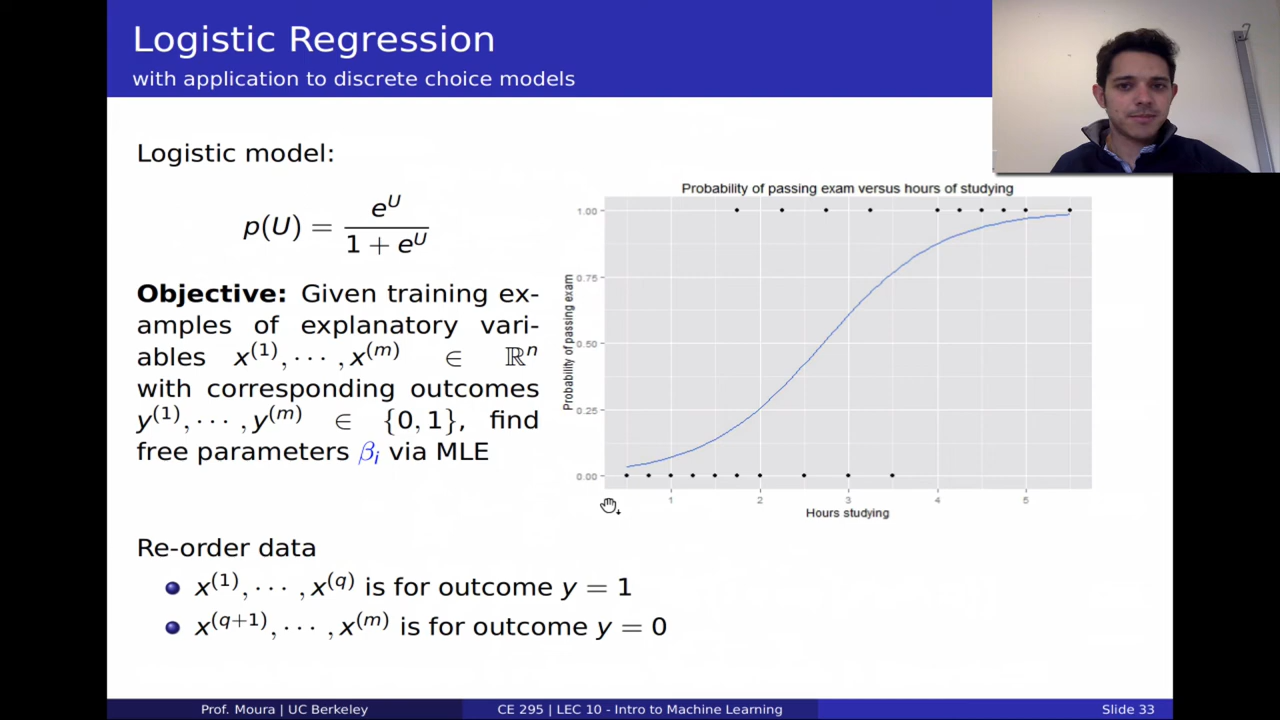 Logistic Regression
with application to discrete choice models
Logistic model:
p(U) = e^U / (1 + e^U)
Objective: Given training ex-
amples of explanatory vari-
ables x^(1), ⋯ , x^(m) ∈ ℝ^n
with corresponding outcomes
y^(1), ⋯ , y^(m) ∈ {0, 1}, find
free parameters β_i via MLE
Probability of passing exam versus hours of studying
Probability of passing exam
1.00
0.75
0.50
0.25
0.00
1 2 3 4 5
Hours studying
Re-order data
x^(1), ⋯ , x^(q) is for outcome y = 1
x^(q+1), ⋯ , x^(m) is for outcome y = 0
Prof. Moura | UC Berkeley
CE 295 | LEC 10 - Intro to Machine Learning
Slide 33